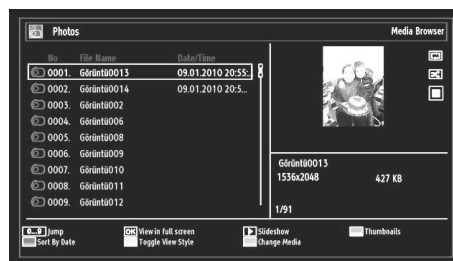 Photos
Media Browser
No File Name Date/Time
0001. Görüntü0013 09.01.2010 20:55:..
0002. Görüntü0014 09.01.2010 20:5...
0003. Görüntü002
0004. Görüntü006
0005. Görüntü008
0006. Görüntü009
0007. Görüntü010
0008. Görüntü011
0009. Görüntü012
Görüntü0013
1536x2048 427 KB
1/91
0...9 Jump OK View in full screen Slideshow Thumbnails
Sort By Date Toggle View Style Change Media